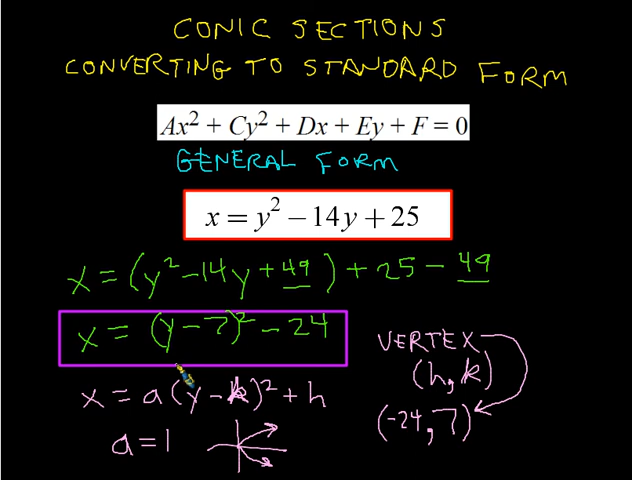 CONIC SECTIONS
CONVERTING TO STANDARD FORM
Ax² + Cy² + Dx + Ey + F = 0
GENERAL FORM
x = y² − 14y + 25
x = (y² − 14y + 49) + 25 − 49
x = (y − 7)² − 24
VERTEX
(h, k)
x = a(y − k)² + h
(-24, 7)
a = 1